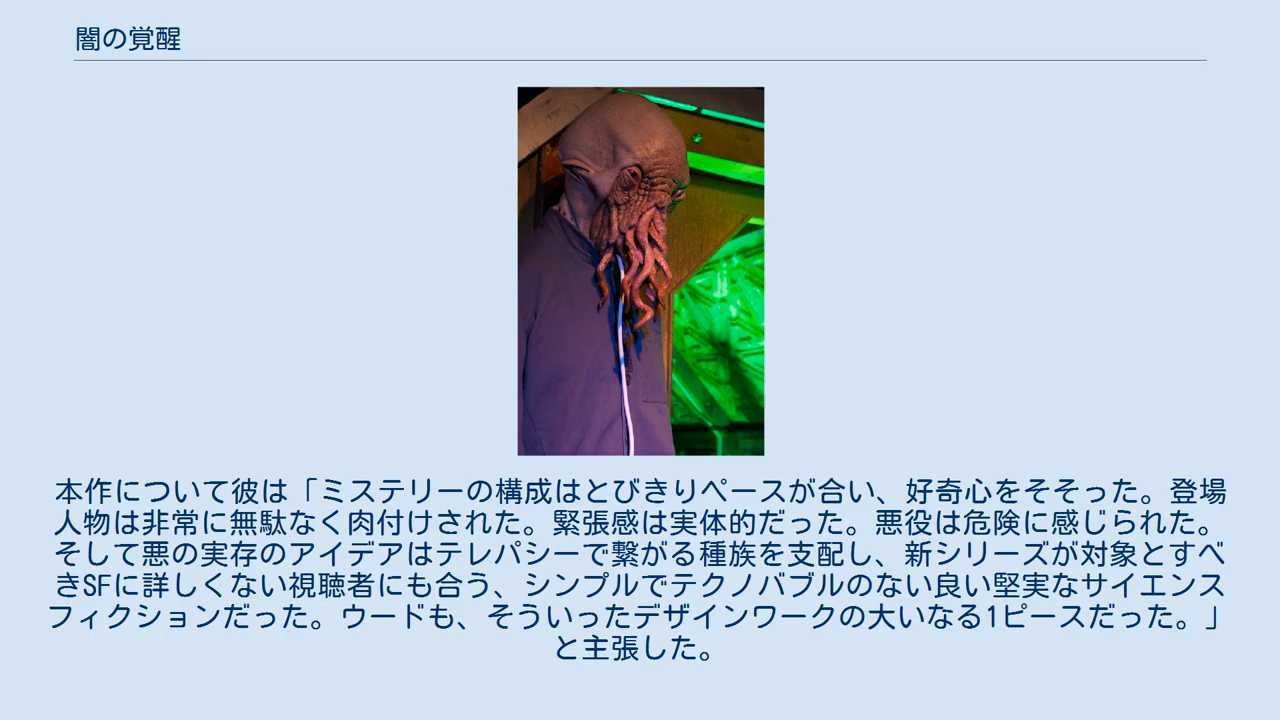 闇の覚醒
本作について彼は「ミステリーの構成はとびきりペースが合い、好奇心をそそった。登場
人物は非常に無駄なく肉付けされた。緊張感は実体的だった。悪役は危険に感じられた。
そして悪の実存のアイデアはテレパシーで繋がる種族を支配し、新シリーズが対象とすべ
きSFに詳しくない視聴者にも合う、シンプルでテクノバブルのない良い堅実なサイエンス
フィクションだった。ウードも、そういったデザインワークの大いなる1ピースだった。」
と主張した。